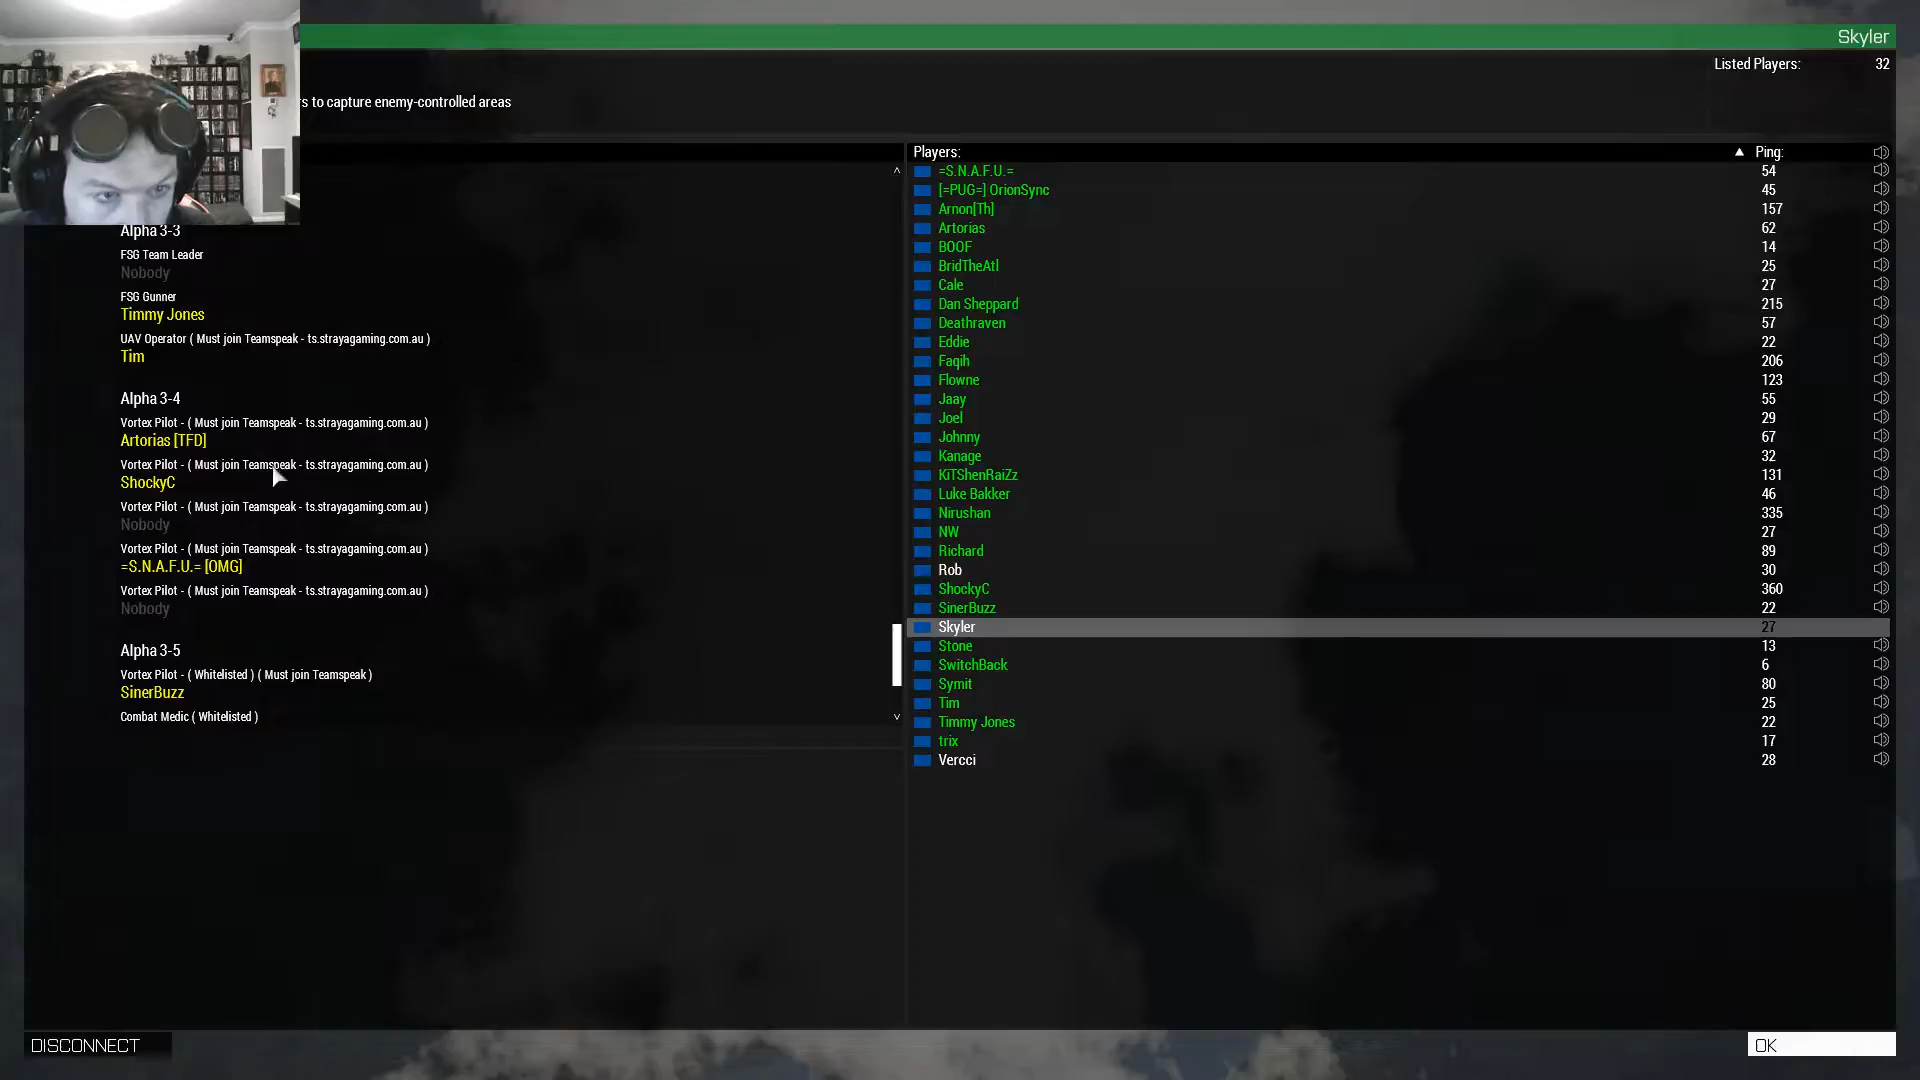 Skyler
Listed Players: 32
s to capture enemy-controlled areas
Alpha 3-3
FSG Team Leader
Nobody
FSG Gunner
Timmy Jones
UAV Operator ( Must join Teamspeak - ts.strayagaming.com.au )
Tim
Alpha 3-4
Vortex Pilot - ( Must join Teamspeak - ts.strayagaming.com.au )
Artorias [TFD]
Vortex Pilot - ( Must join Teamspeak - ts.strayagaming.com.au )
ShockyC
Vortex Pilot - ( Must join Teamspeak - ts.strayagaming.com.au )
Nobody
Vortex Pilot - ( Must join Teamspeak - ts.strayagaming.com.au )
=S.N.A.F.U.= [OMG]
Vortex Pilot - ( Must join Teamspeak - ts.strayagaming.com.au )
Nobody
Alpha 3-5
Vortex Pilot - ( Whitelisted ) ( Must join Teamspeak )
SinerBuzz
Combat Medic ( Whitelisted )
Players: Ping:
=S.N.A.F.U.= 54
[=PUG=] OrionSync 45
Arnon[Th] 157
Artorias 62
BOOF 14
BridTheAtl 25
Cale 27
Dan Sheppard 215
Deathraven 57
Eddie 22
Faqih 206
Flowne 123
Jaay 55
Joel 29
Johnny 67
Kanage 32
KiTShenRaiZz 131
Luke Bakker 46
Nirushan 335
NW 27
Richard 89
Rob 30
ShockyC 360
SinerBuzz 22
Skyler 27
Stone 13
SwitchBack 6
Symit 80
Tim 25
Timmy Jones 22
trix 17
Vercci 28
DISCONNECT
OK